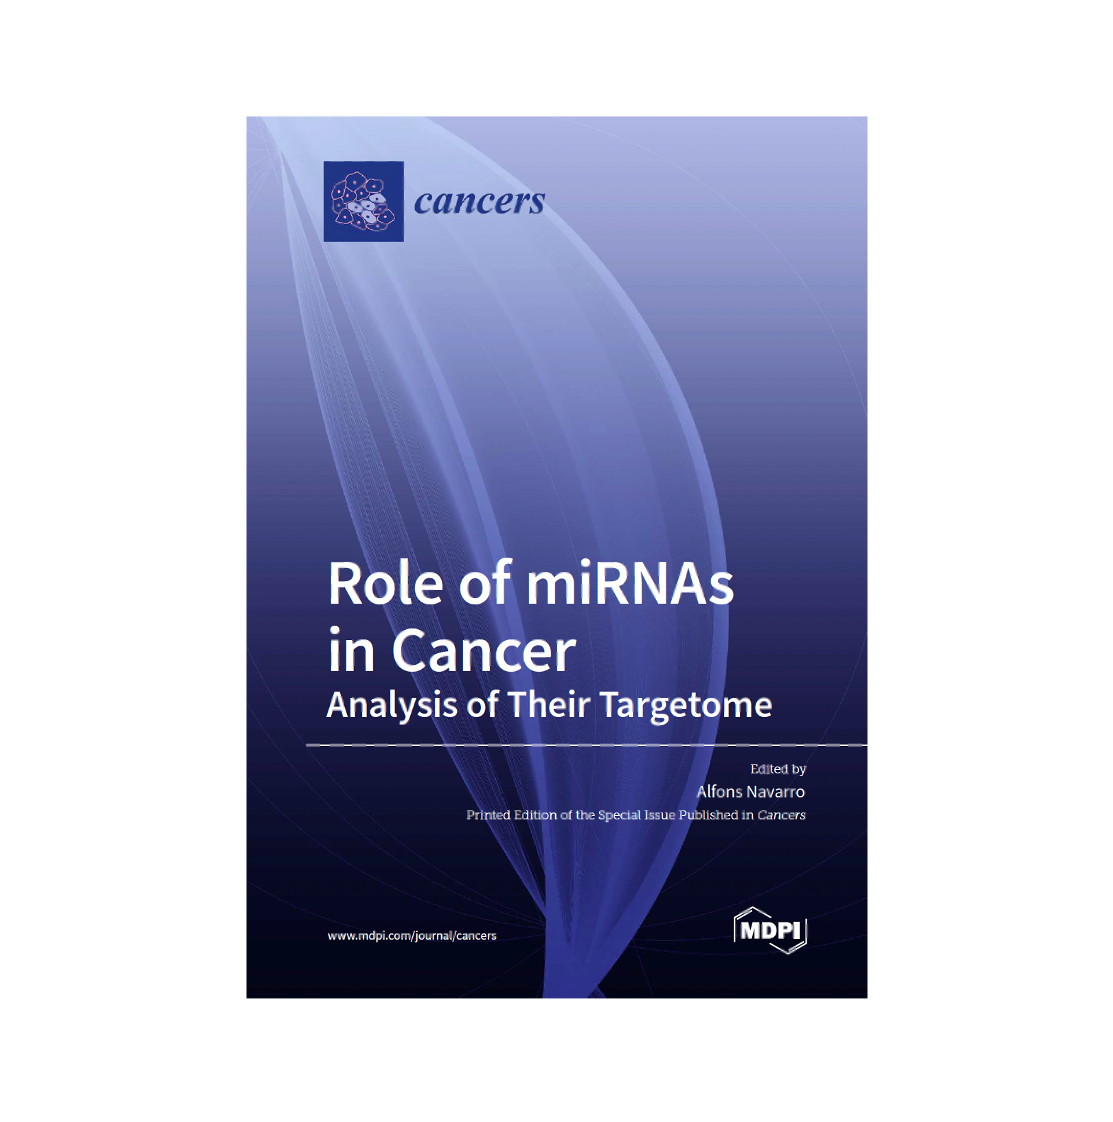 cancers
Role of miRNAs
in Cancer
Analysis of Their Targetome
Edited by
Alfons Navarro
Printed Edition of the Special Issue Published in Cancers
www.mdpi.com/journal/cancers
MDPI